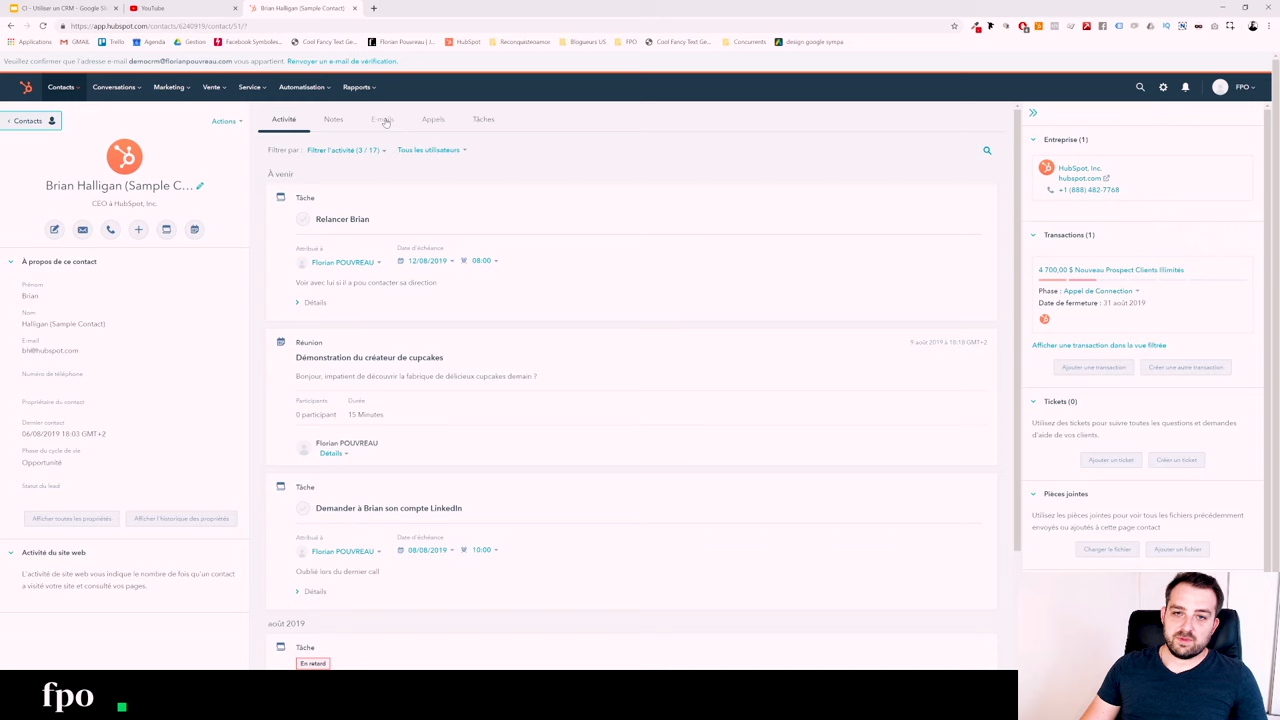 CI - Utiliser un CRM - Google Sli
YouTube
Brian Halligan (Sample Contact)
https://app.hubspot.com/contacts/6240919/contact/51/?
Applications
GMAIL
Trello
Agenda
Gestion
Facebook Symboles...
Cool Fancy Text Ge...
Florian Pouvreau | J...
HubSpot
Reconquistesamor
Blogueurs US
FPO
Cool Fancy Text Ge...
Concurrents
design google sympa
Veuillez confirmer que l'adresse e-mail democrm@florianpouvreau.com vous appartient. Renvoyer un e-mail de vérification.
Contacts
Conversations
Marketing
Vente
Service
Automatisation
Rapports
FPO
Contacts
Actions
Brian Halligan (Sample C...
CEO à HubSpot, Inc.
À propos de ce contact
Prénom
Brian
Nom
Halligan (Sample Contact)
E-mail
bh@hubspot.com
Numéro de téléphone
Propriétaire du contact
Dernier contact
06/08/2019 18:03 GMT+2
Phase du cycle de vie
Opportunité
Statut du lead
Afficher toutes les propriétés
Afficher l'historique des propriétés
Activité du site web
L'activité de site web vous indique le nombre de fois qu'un contact
a visité votre site et consulté vos pages.
Activité
Notes
E-mails
Appels
Tâches
Filtrer par :
Filtrer l'activité (3 / 17)
Tous les utilisateurs
À venir
Tâche
Relancer Brian
Attribué à
Florian POUVREAU
Date d'échéance
12/08/2019
08:00
Voir avec lui si il a pou contacter sa direction
Détails
Réunion
9 août 2019 à 18:18 GMT+2
Démonstration du créateur de cupcakes
Bonjour, impatient de découvrir la fabrique de délicieux cupcakes demain ?
Participants
0 participant
Durée
15 Minutes
Florian POUVREAU
Détails
Tâche
Demander à Brian son compte LinkedIn
Attribué à
Florian POUVREAU
Date d'échéance
08/08/2019
10:00
Oublié lors du dernier call
Détails
août 2019
Tâche
En retard
Entreprise (1)
HubSpot, Inc.
hubspot.com
+1 (888) 482-7768
Transactions (1)
4 700,00 $ Nouveau Prospect Clients Illimités
Phase : Appel de Connection
Date de fermeture : 31 août 2019
Afficher une transaction dans la vue filtrée
Ajouter une transaction
Créer une autre transaction
Tickets (0)
Utilisez des tickets pour suivre toutes les questions et demandes
d'aide de vos clients.
Ajouter un ticket
Créer un ticket
Pièces jointes
Utilisez les pièces jointes pour voir tous les fichiers précédemment
envoyés ou ajoutés à cette page contact
Charger le fichier
Ajouter un fichier
fpo